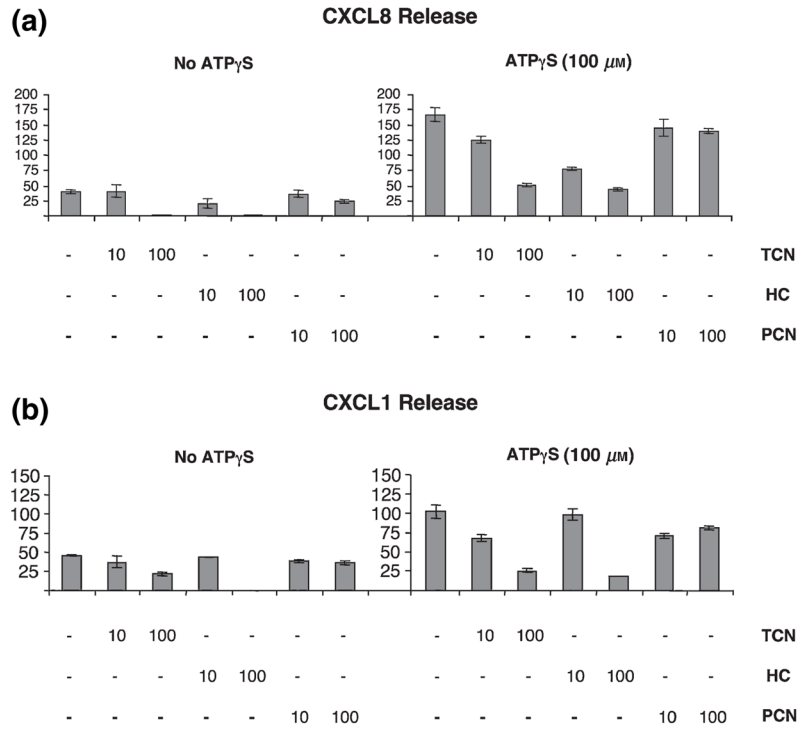 (a)
CXCL8 Release
No ATPγS
ATPγS (100 μM)
200
175
150
125
100
75
50
25
200
175
150
125
100
75
50
25
- 10 100 - - - - - 10 100 - - - - TCN
- - - 10 100 - - - - - 10 100 - - HC
- - - - - 10 100 - - - - - 10 100 PCN
(b)
CXCL1 Release
No ATPγS
ATPγS (100 μM)
150
125
100
75
50
25
150
125
100
75
50
25
- 10 100 - - - - - 10 100 - - - - TCN
- - - 10 100 - - - - - 10 100 - - HC
- - - - - 10 100 - - - - - 10 100 PCN